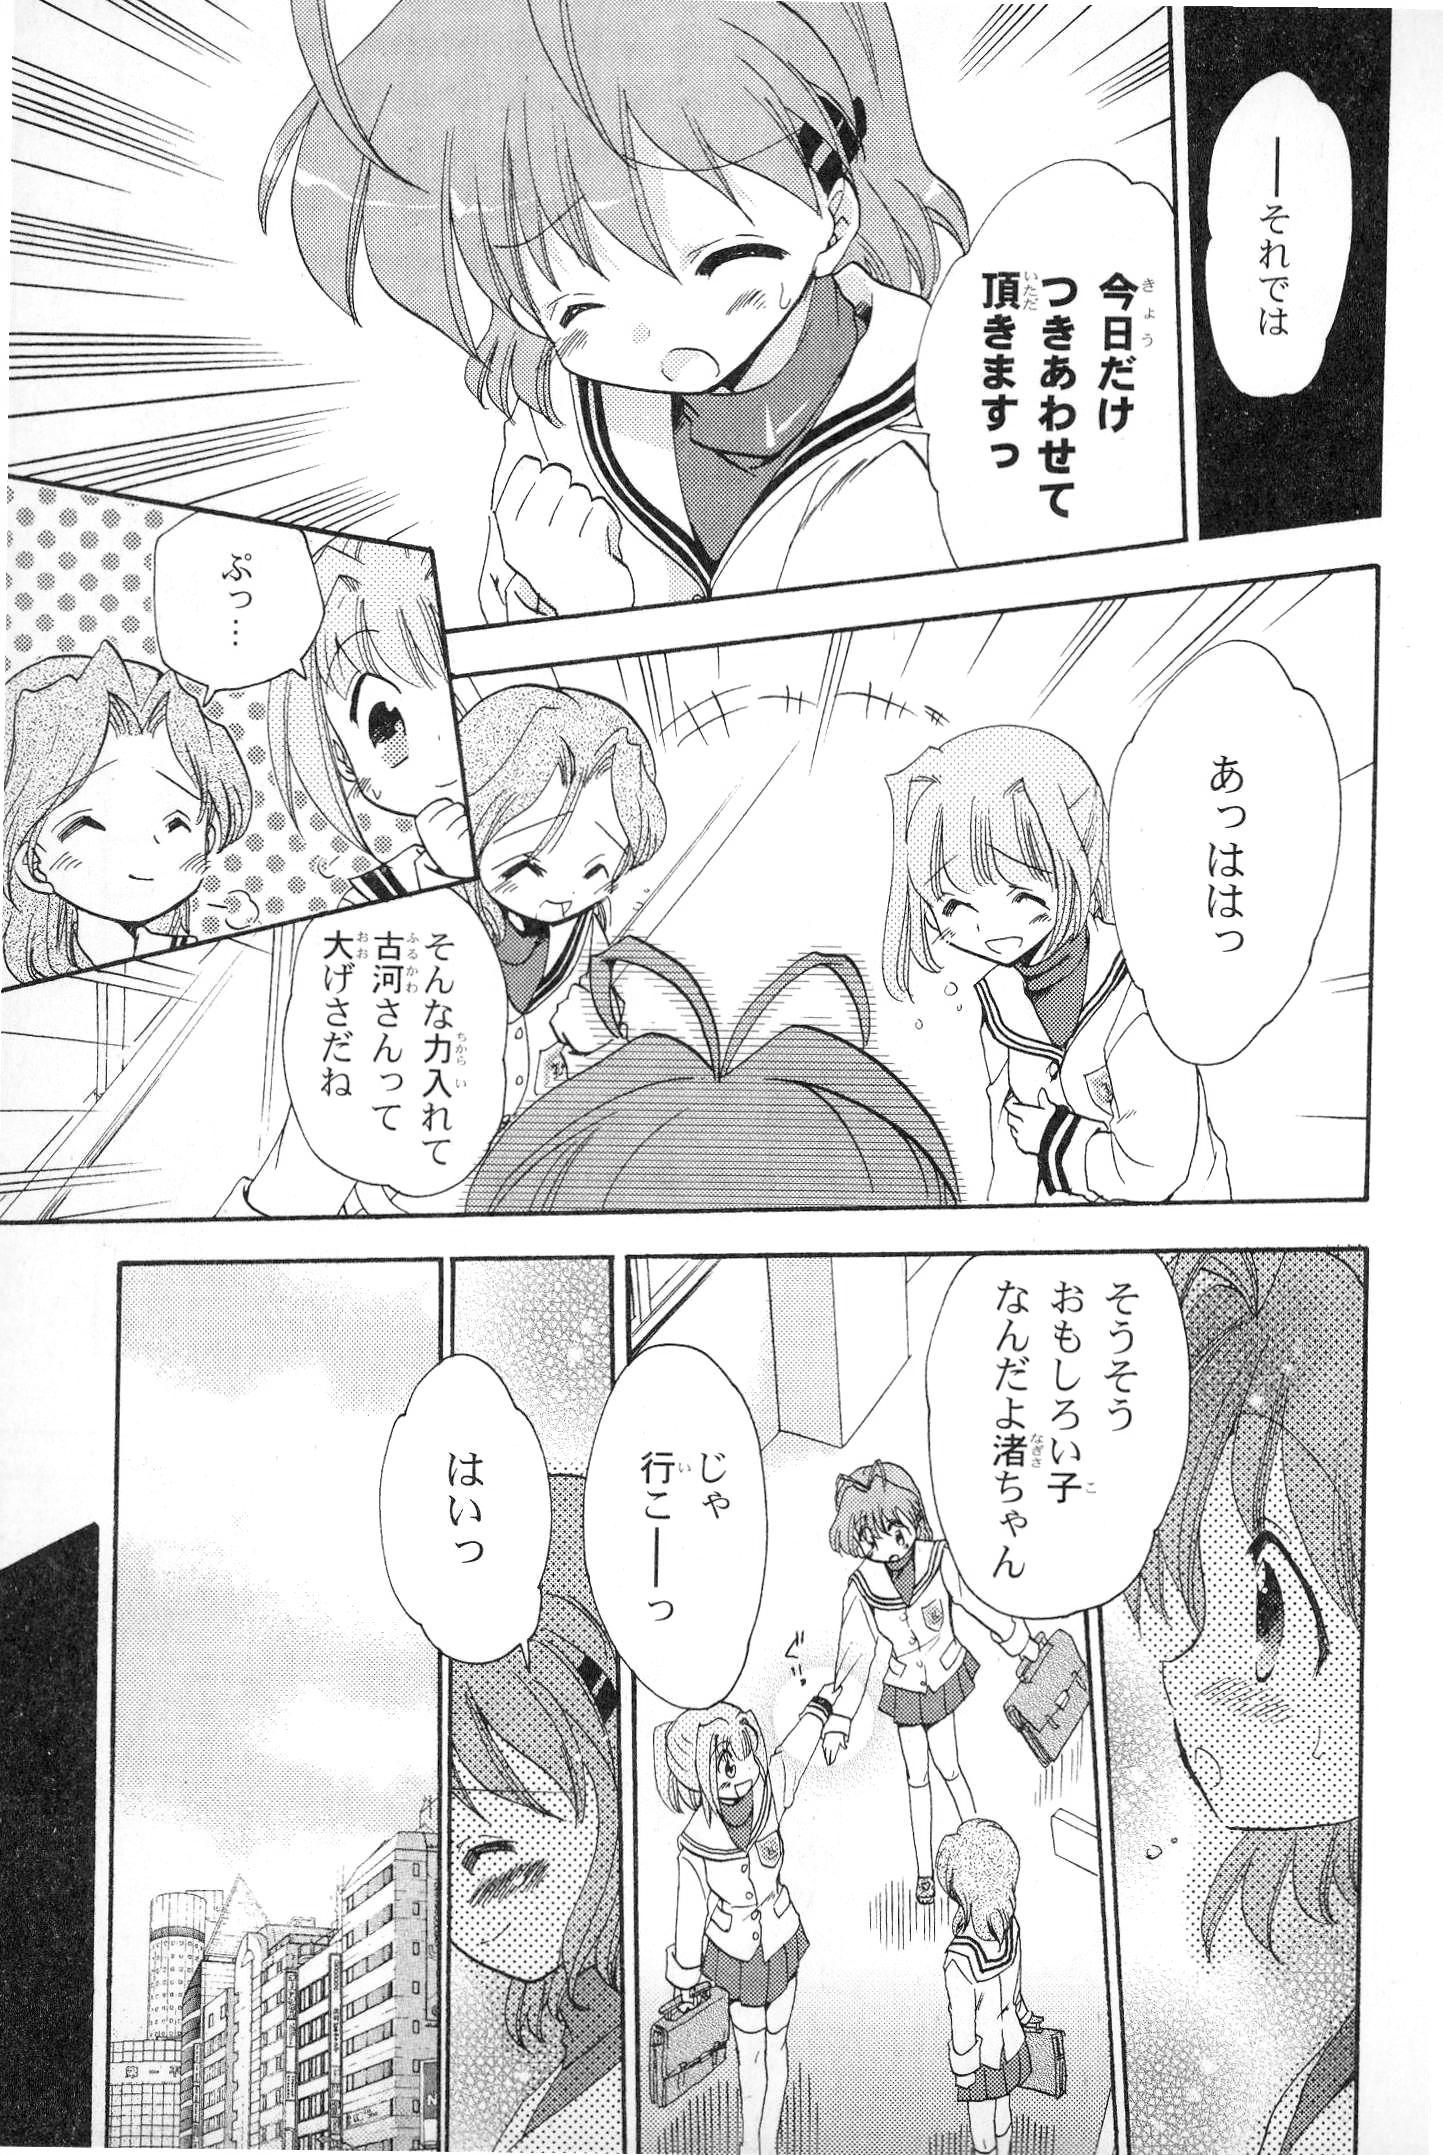 ──それでは
今日だけ
つきあわせて
頂きますっ
ぷっ…
あっははっ
そんな力入れて
古河さんって
大げさだね
そうそう
おもしろい子
なんだよ渚ちゃん
ぐいっ
じゃ
行こ──っ
はいっ